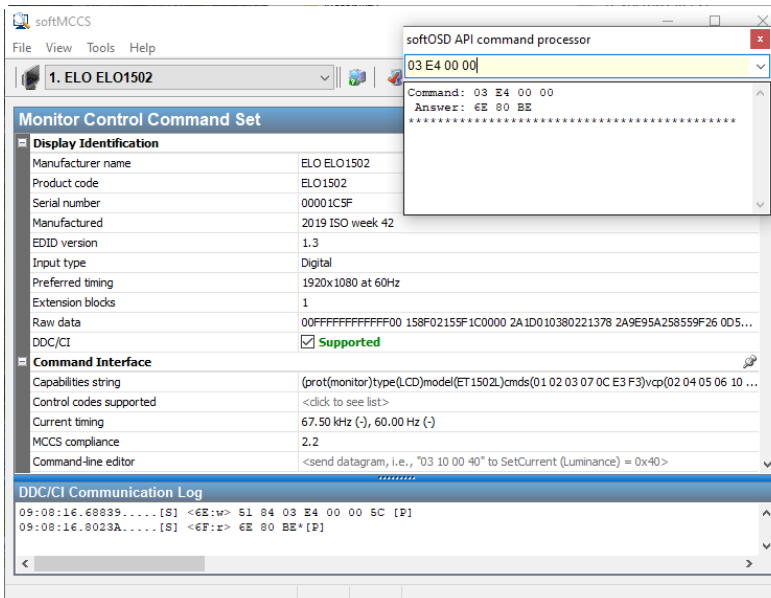 softMCCS
File View Tools Help
1. ELO ELO1502
softOSD API command processor
x
03 E4 00 00
Command: 03 E4 00 00
Answer: 6E 80 BE
*********************************************
Monitor Control Command Set
Display Identification
Manufacturer name ELO ELO1502
Product code ELO1502
Serial number 00001C5F
Manufactured 2019 ISO week 42
EDID version 1.3
Input type Digital
Preferred timing 1920x1080 at 60Hz
Extension blocks 1
Raw data 00FFFFFFFFFFFF00 158F02155F1C0000 2A1D010380221378 2A9E95A258559F26 0D5...
DDC/CI Supported
Command Interface
Capabilities string (prot(monitor)type(LCD)model(ET1502L)cmds(01 02 03 07 0C E3 F3)vcp(02 04 05 06 10 ...
Control codes supported <click to see list>
Current timing 67.50 kHz (-), 60.00 Hz (-)
MCCS compliance 2.2
Command-line editor <send datagram, i.e., "03 10 00 40" to SetCurrent (Luminance) = 0x40>
DDC/CI Communication Log
09:08:16.68839.....[S] <6E:w> 51 84 03 E4 00 00 5C [P]
09:08:16.8023A.....[S] <6F:r> 6E 80 BE*[P]